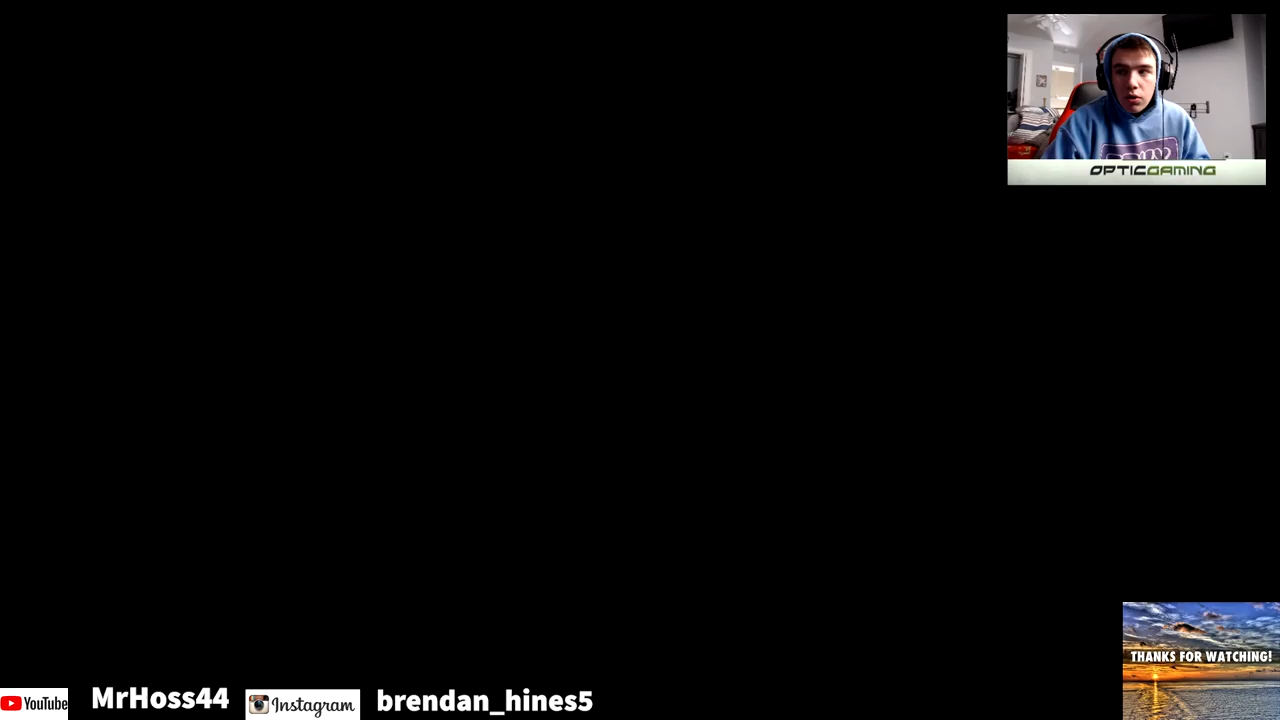 OPTICGAMING
THANKS FOR WATCHING!
YouTube
MrHoss44
Instagram
brendan_hines5